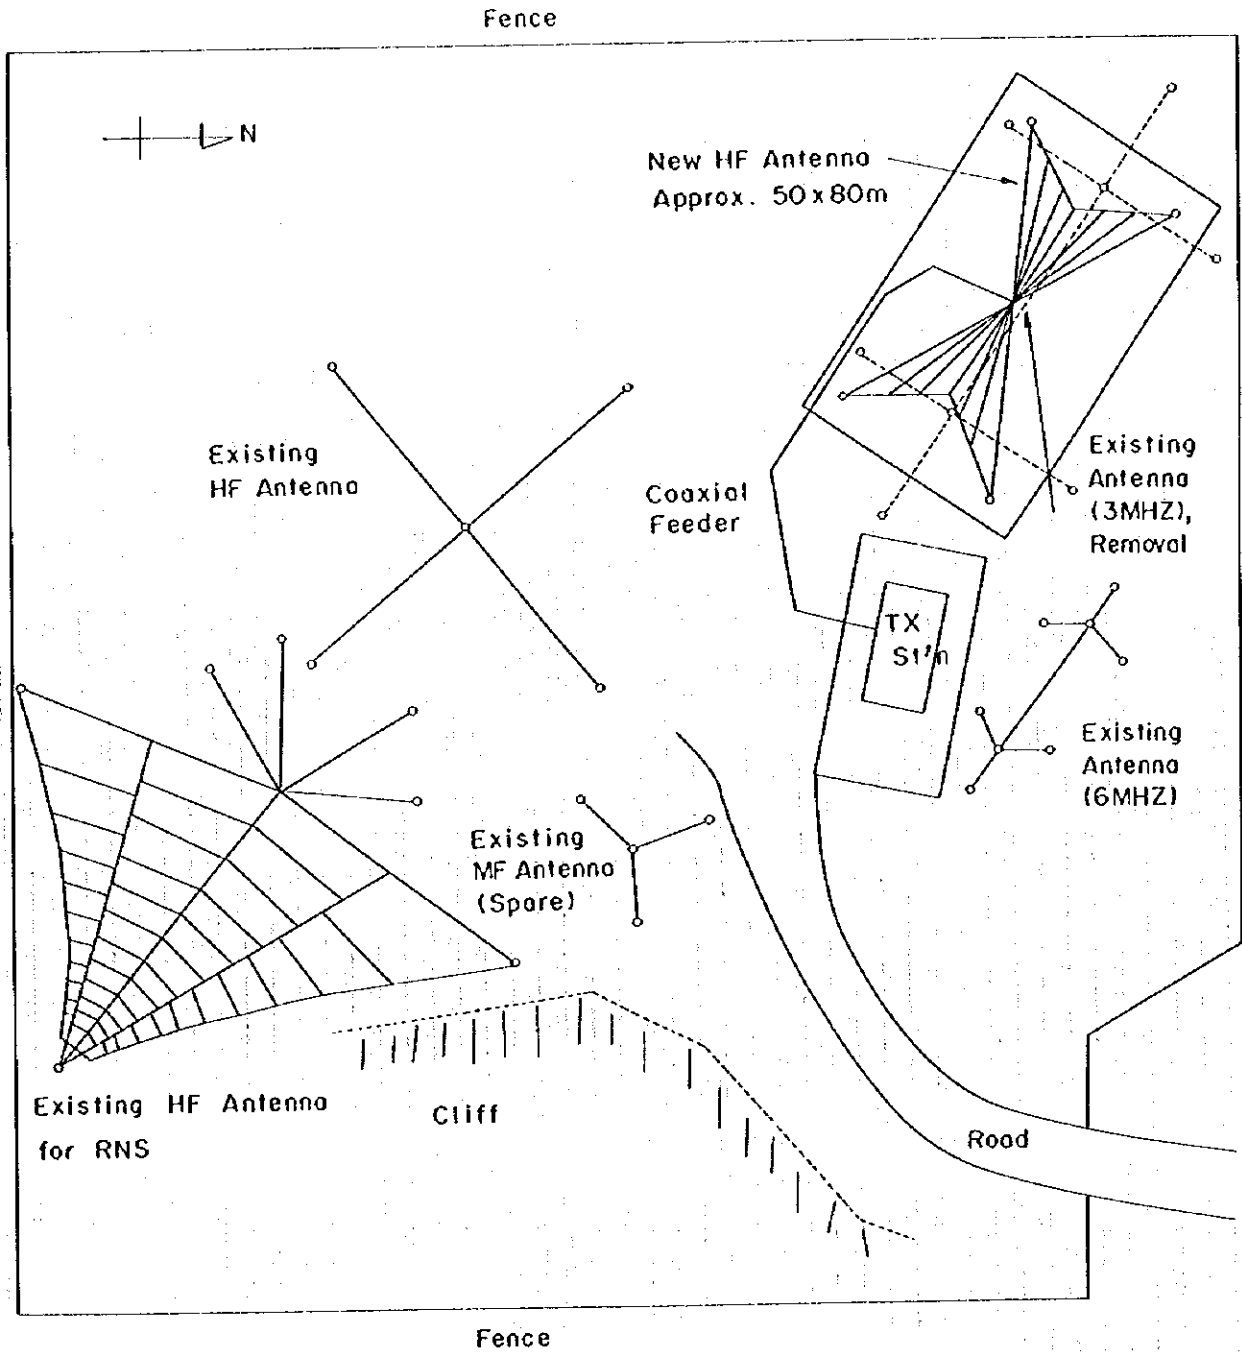 Fence
N
New HF Antenna
Approx. 50x80m
Existing
HF Antenna
Coaxial
Feeder
Existing
Antenna
(3MHZ),
Removal
TX
St'n
Existing
Antenna
(6MHZ)
Existing
MF Antenna
(Spare)
Existing HF Antenna
for RNS
Cliff
Road
Fence